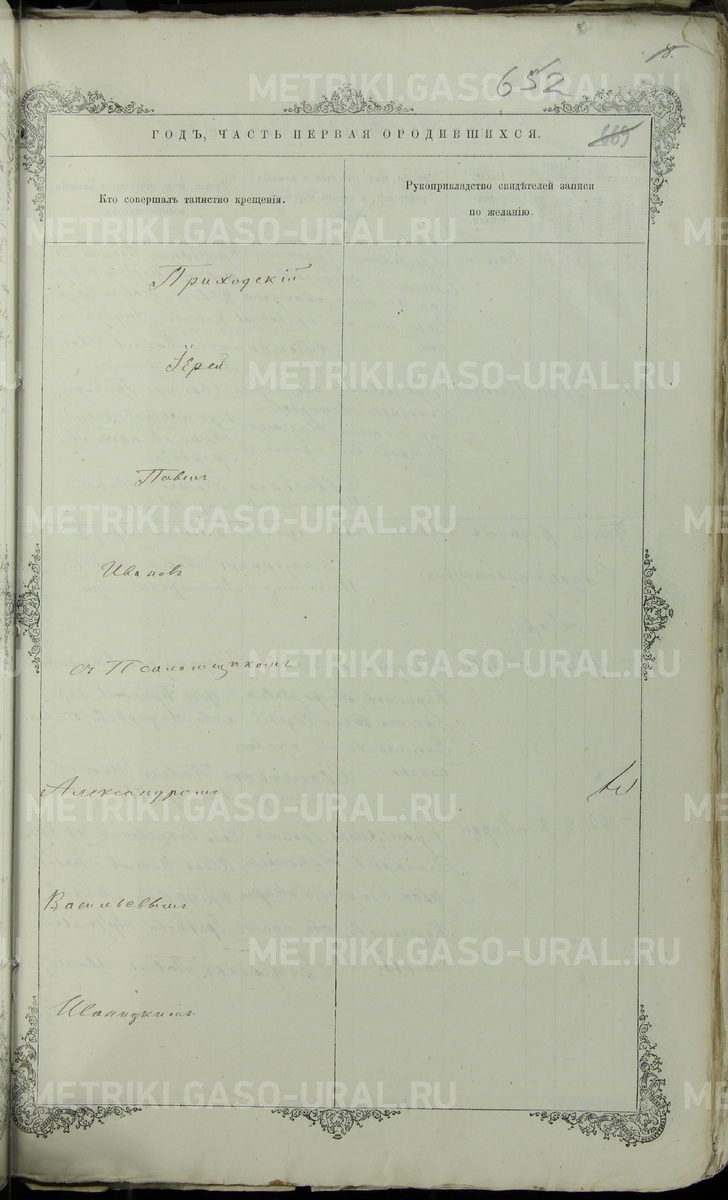 8.
652
669
ГОДЪ, ЧАСТЬ ПЕРВАЯ О РОДИВШИХСЯ.
Кто совершалъ таинство крещенія.
Рукоприкладство свидѣтелей записи
по желанію.
Приходскій
Іерей
Павелъ
Ивановъ
съ Псаломщикомъ
Александромъ
Васильевымъ
METRIKI.GASO-URAL.RU